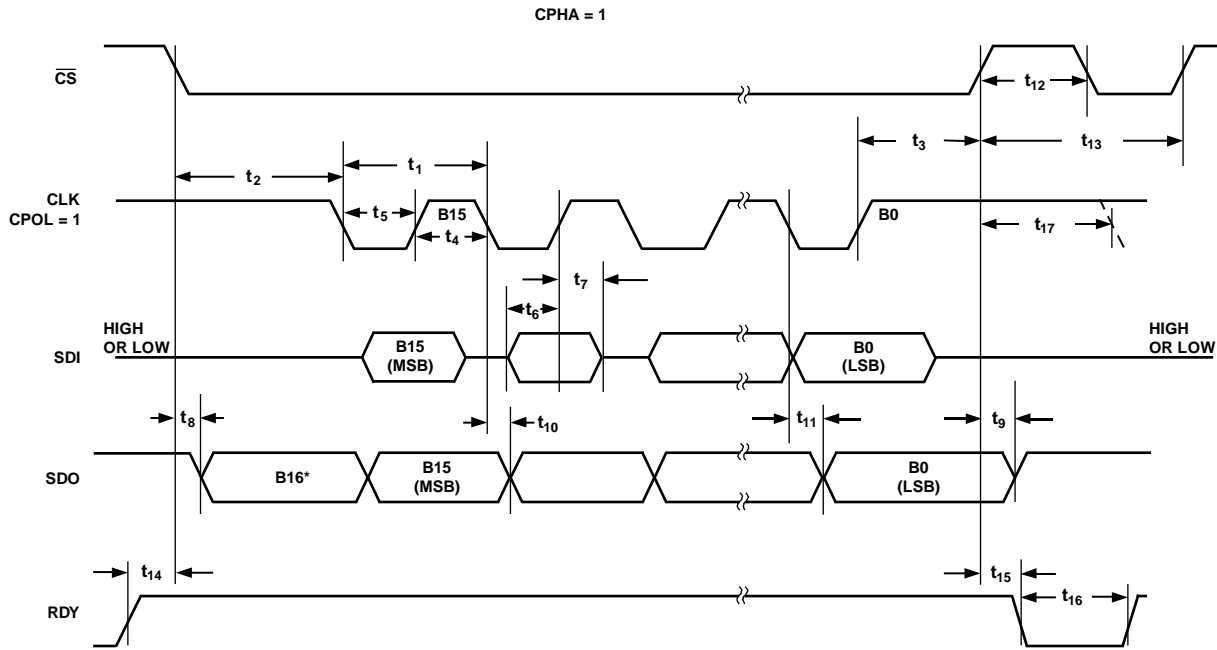 CPHA = 1
CS
t12
t3
t13
t1
t2
CLK
CPOL = 1
t5
B15
t4
B0
t17
t7
t6
HIGH
OR LOW
SDI
B15
(MSB)
B0
(LSB)
HIGH
OR LOW
t8
t10
t11
t9
SDO
B16*
B15
(MSB)
B0
(LSB)
t14
t15
t16
RDY